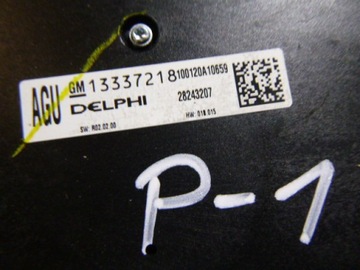 AGU
GM 13337218 100120A10659
DELPHI 28243207
SW: R02.02.00 HW: 018.015
P-1